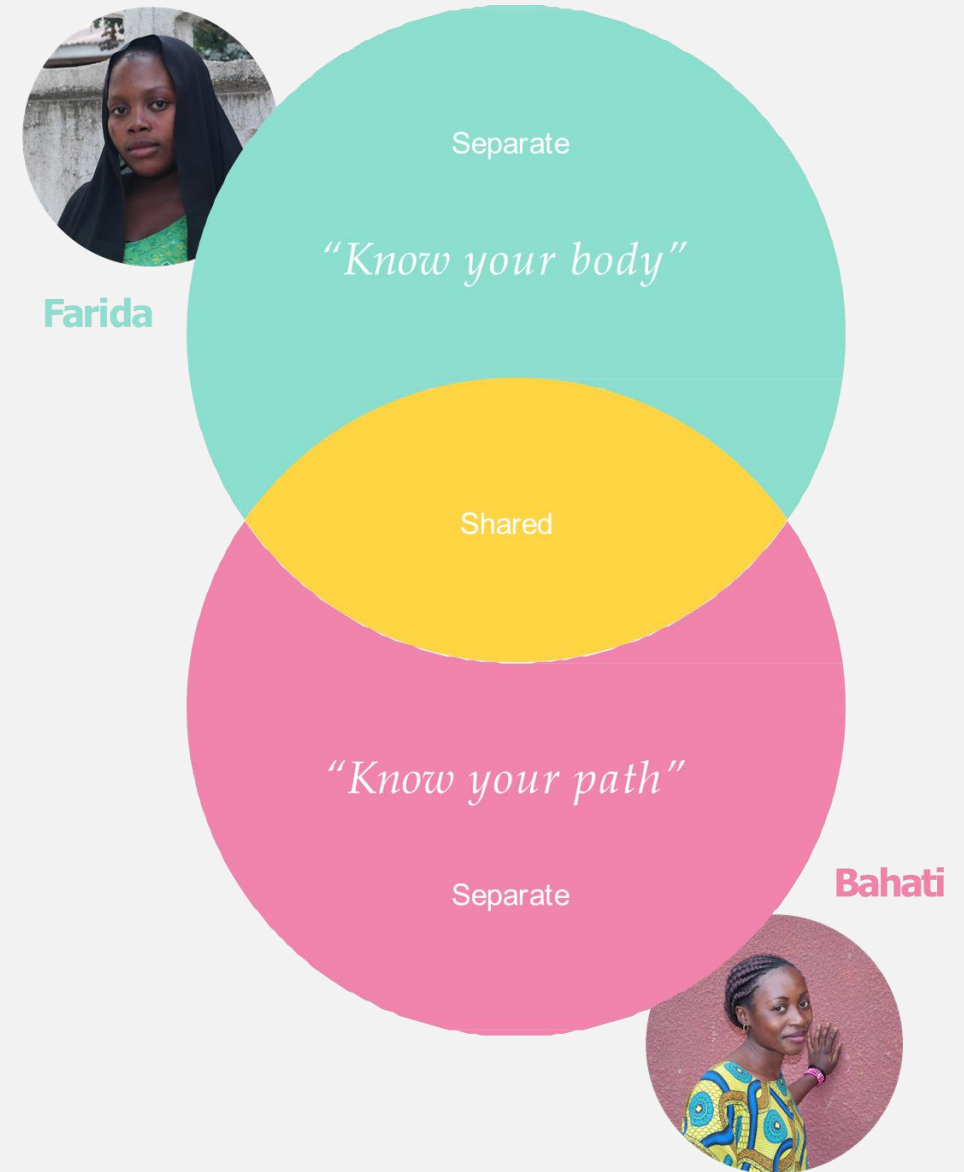 Separate
“Know your body”
Farida
Shared
“Know your path”
Bahati
Separate